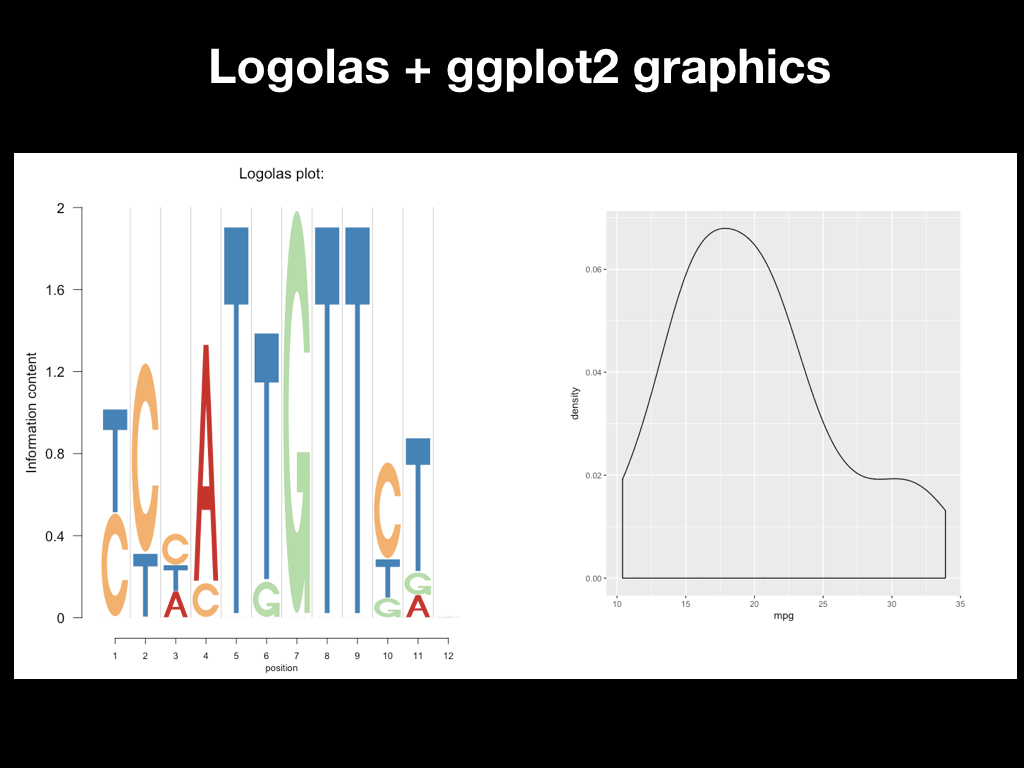 Logolas + ggplot2 graphics
Logolas plot:
Information content
2
1.6
1.2
0.8
0.4
0
T
C
C
T
C
T
A
A
C
T
T
G
G
T
T
C
T
G
T
G
A
1 2 3 4 5 6 7 8 9 10 11 12
position
density
0.06
0.04
0.02
0.00
10 15 20 25 30 35
mpg